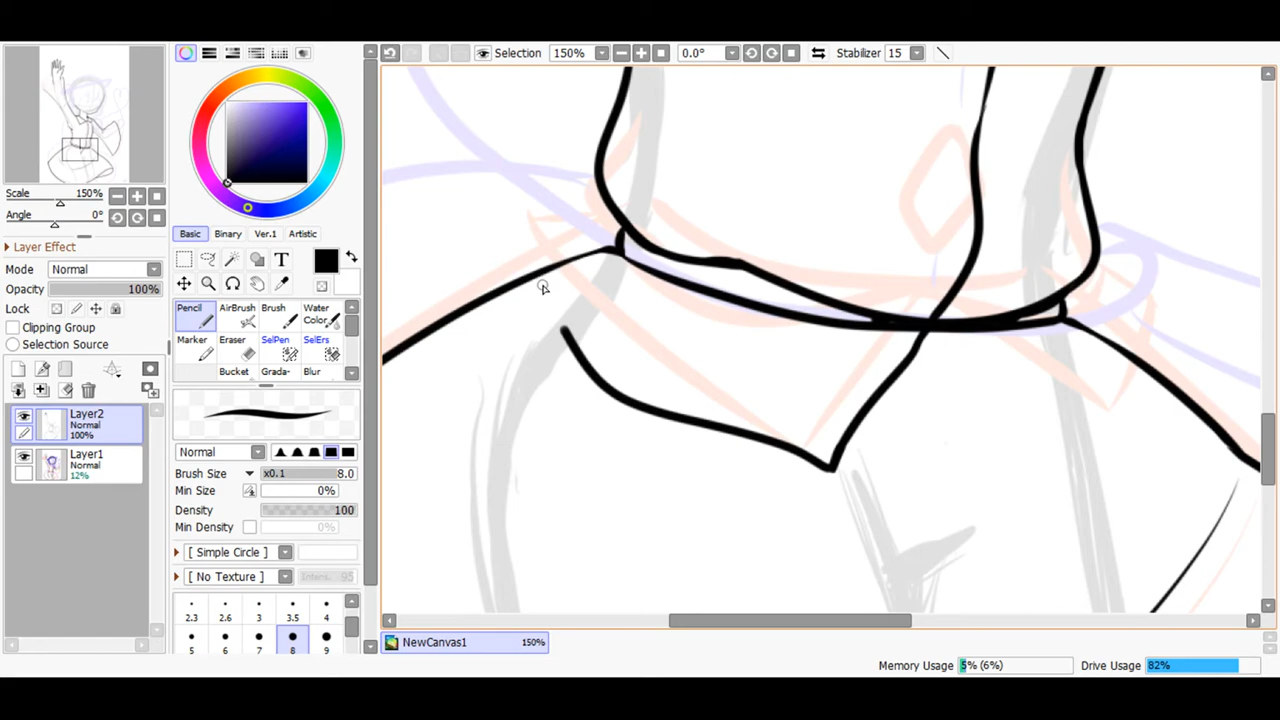 Selection 150% 0.0° Stabilizer 15
Scale 150%
Angle 0°
Layer Effect
Mode Normal
Opacity 100%
Lock
Clipping Group
Selection Source
Layer2
Normal
100%
Layer1
Normal
12%
Basic Binary Ver.1 Artistic
T
Pencil AirBrush Brush Water Color
Marker Eraser SelPen SelErs
Bucket Grada- Blur
Normal
Brush Size x0.1 8.0
Min Size 0%
Density 100
Min Density 0%
[ Simple Circle ]
[ No Texture ] Intens. 95
2.3 2.6 3 3.5 4
5 6 7 8 9
NewCanvas1 150%
Memory Usage 5% (6%) Drive Usage 82%